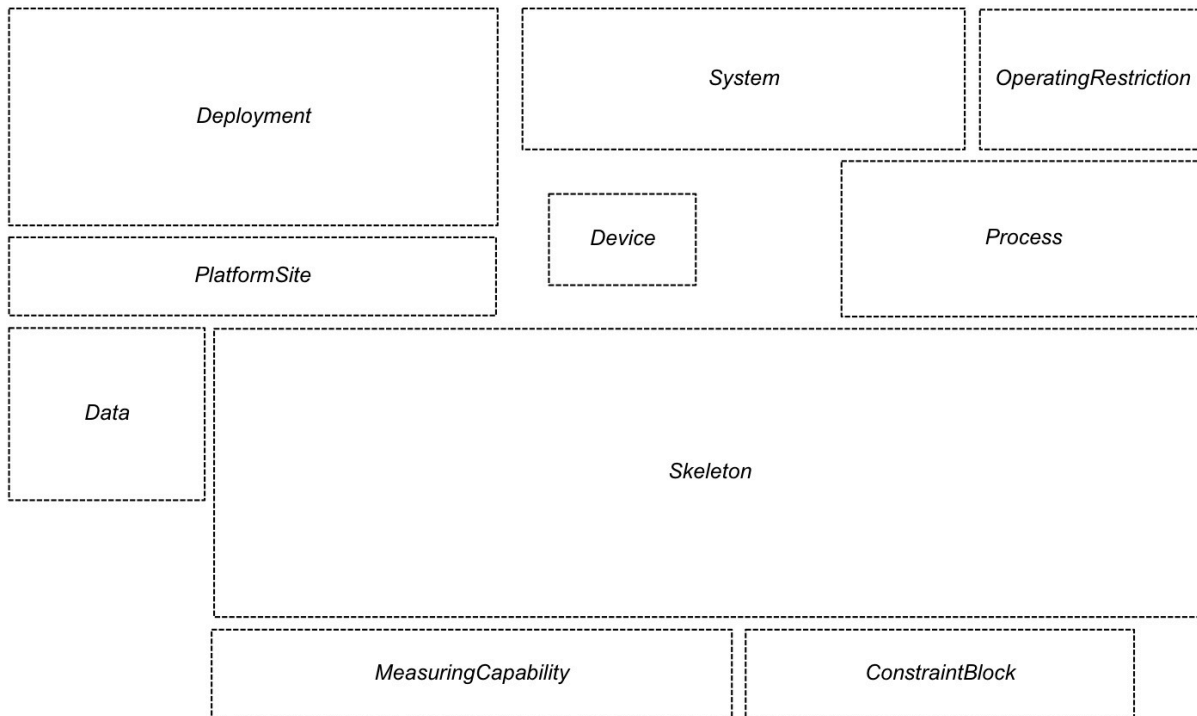 Deployment
System
OperatingRestriction
Device
Process
PlatformSite
Data
Skeleton
MeasuringCapability
ConstraintBlock